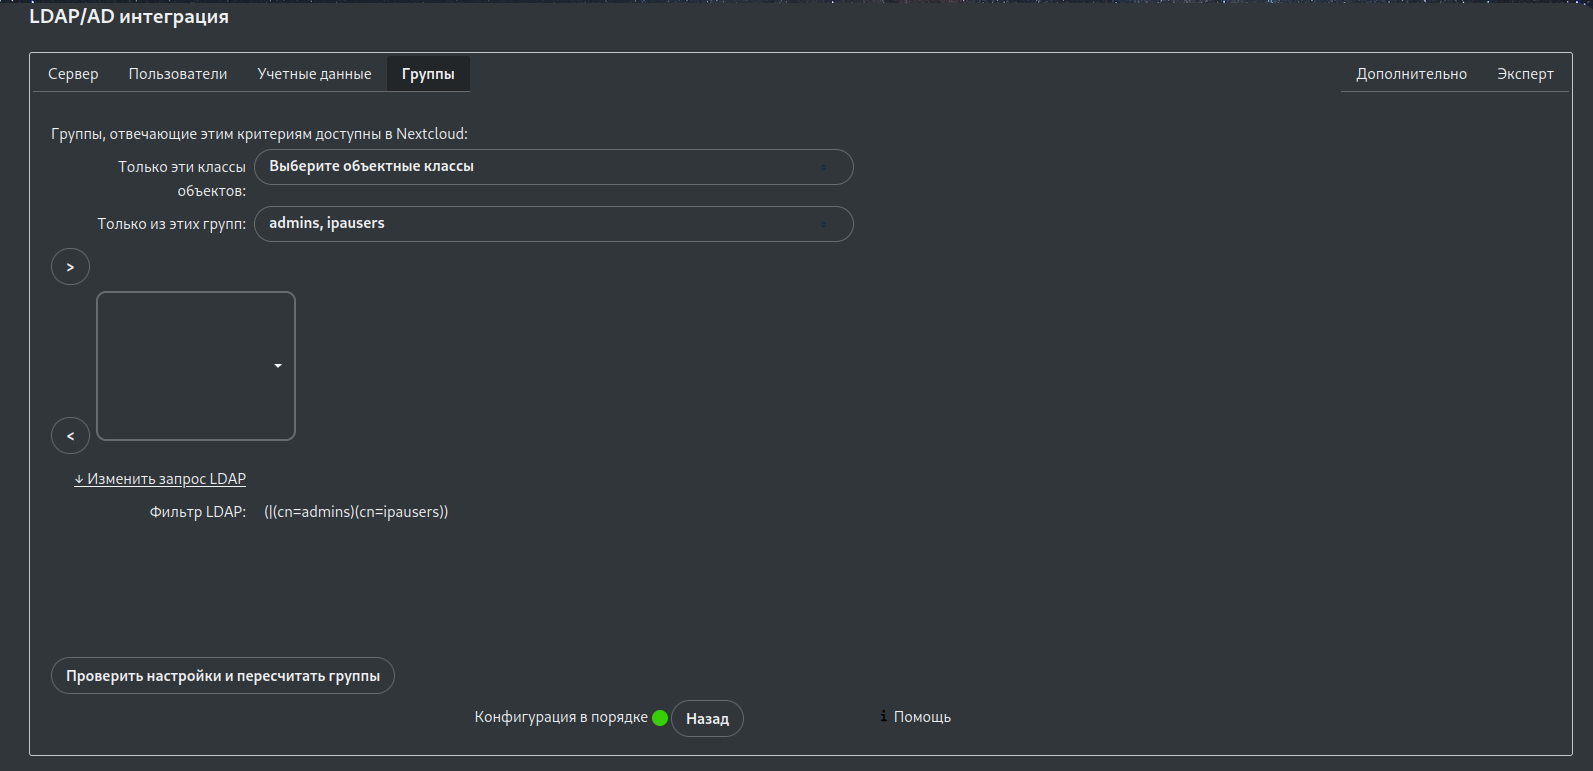 LDAP/AD интеграция
Сервер Пользователи Учетные данные Группы Дополнительно Эксперт
Группы, отвечающие этим критериям доступны в Nextcloud:
Только эти классы объектов: Выберите объектные классы
Только из этих групп: admins, ipausers
>
<
↓ Изменить запрос LDAP
Фильтр LDAP: (|(cn=admins)(cn=ipausers))
Проверить настройки и пересчитать группы
Конфигурация в порядке Назад i Помощь